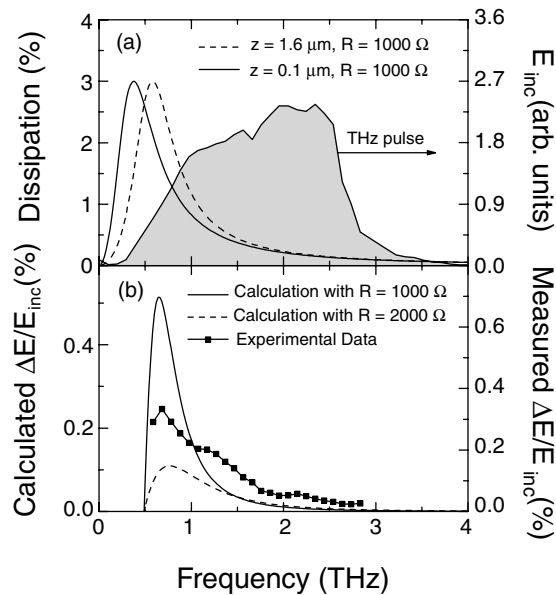 (a)
z = 1.6 μm, R = 1000 Ω
z = 0.1 μm, R = 1000 Ω
THz pulse
Dissipation (%)
4
3
2
1
0
E inc (arb. units)
3.6
2.7
1.8
0.9
0.0
(b)
Calculation with R = 1000 Ω
Calculation with R = 2000 Ω
Experimental Data
Calculated ΔE/E inc (%)
0.4
0.2
0.0
Measured ΔE/E inc (%)
0.6
0.4
0.2
0.0
0 1 2 3 4
Frequency (THz)